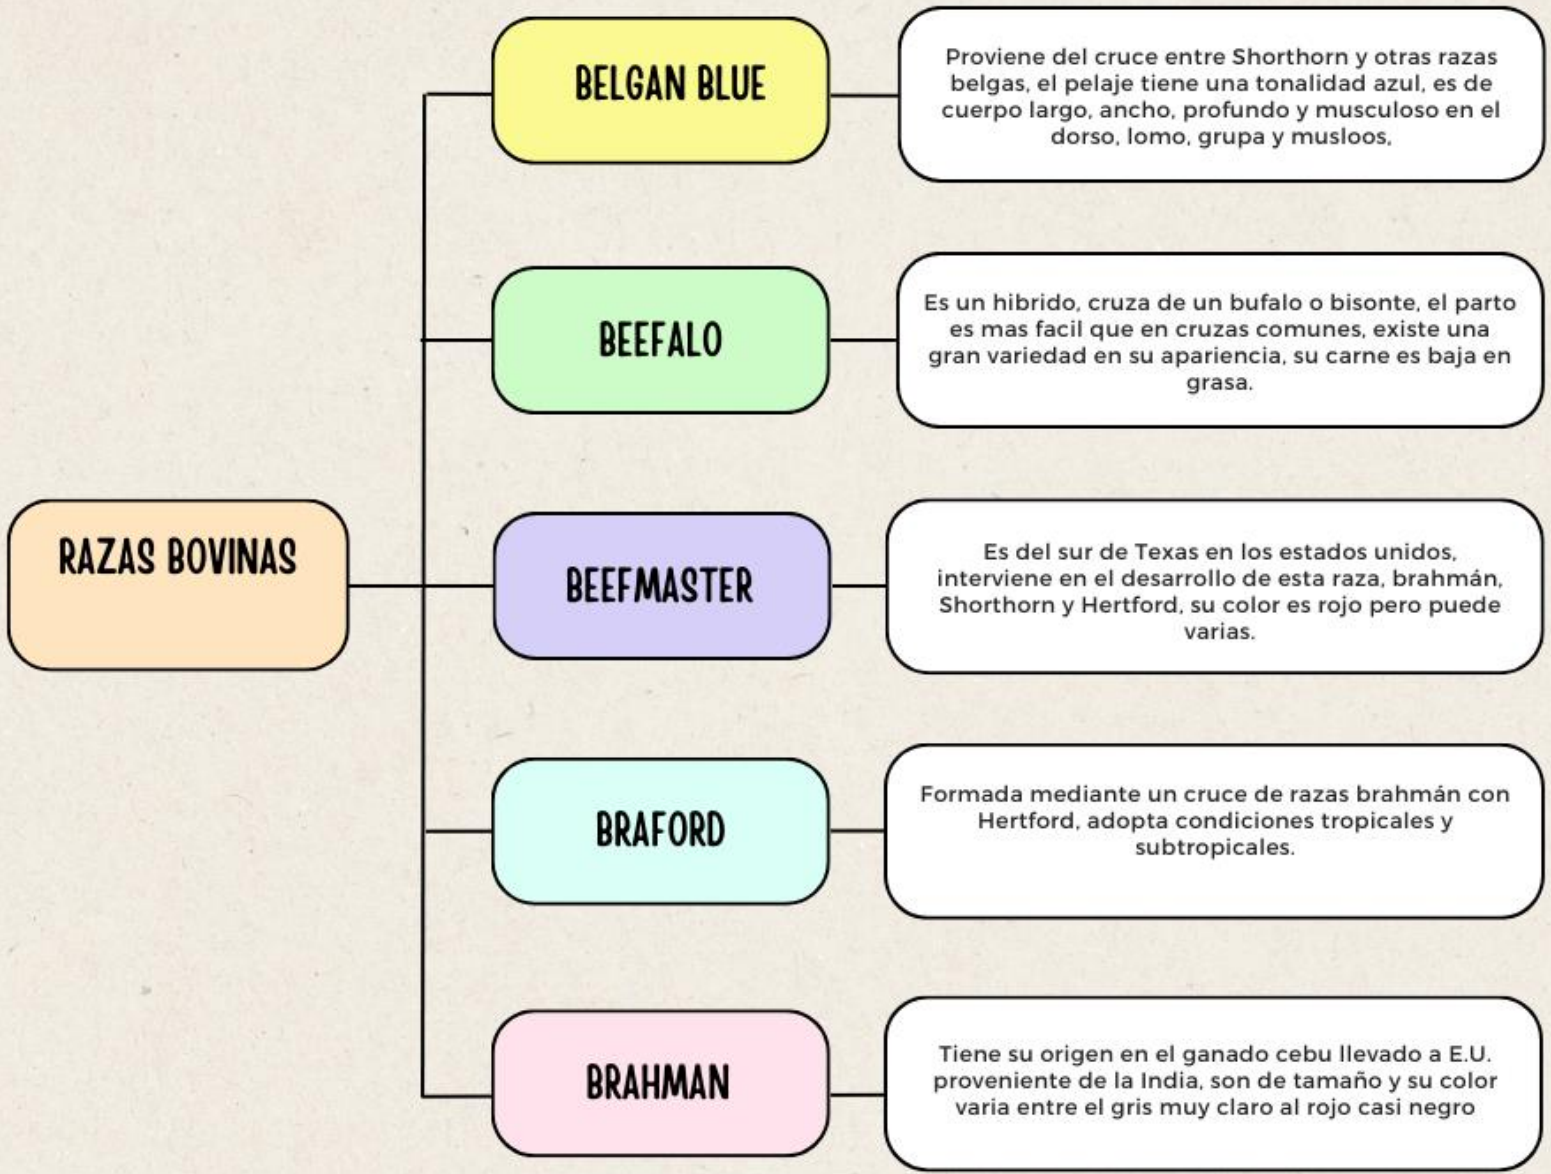 BELGAN BLUE
Proviene del cruce entre Shorthorn y otras razas
belgas, el pelaje tiene una tonalidad azul, es de
cuerpo largo, ancho, profundo y musculoso en el
dorso, lomo, grupa y musloos,
BEEFALO
Es un hibrido, cruza de un bufalo o bisonte, el parto
es mas facil que en cruzas comunes, existe una
gran variedad en su apariencia, su carne es baja en
grasa.
RAZAS BOVINAS
BEEFMASTER
Es del sur de Texas en los estados unidos,
interviene en el desarrollo de esta raza, brahmán,
Shorthorn y Hertford, su color es rojo pero puede
varias.
BRAFORD
Formada mediante un cruce de razas brahmán con
Hertford, adopta condiciones tropicales y
subtropicales.
BRAHMAN
Tiene su origen en el ganado cebu llevado a E.U.
proveniente de la India, son de tamaño y su color
varia entre el gris muy claro al rojo casi negro